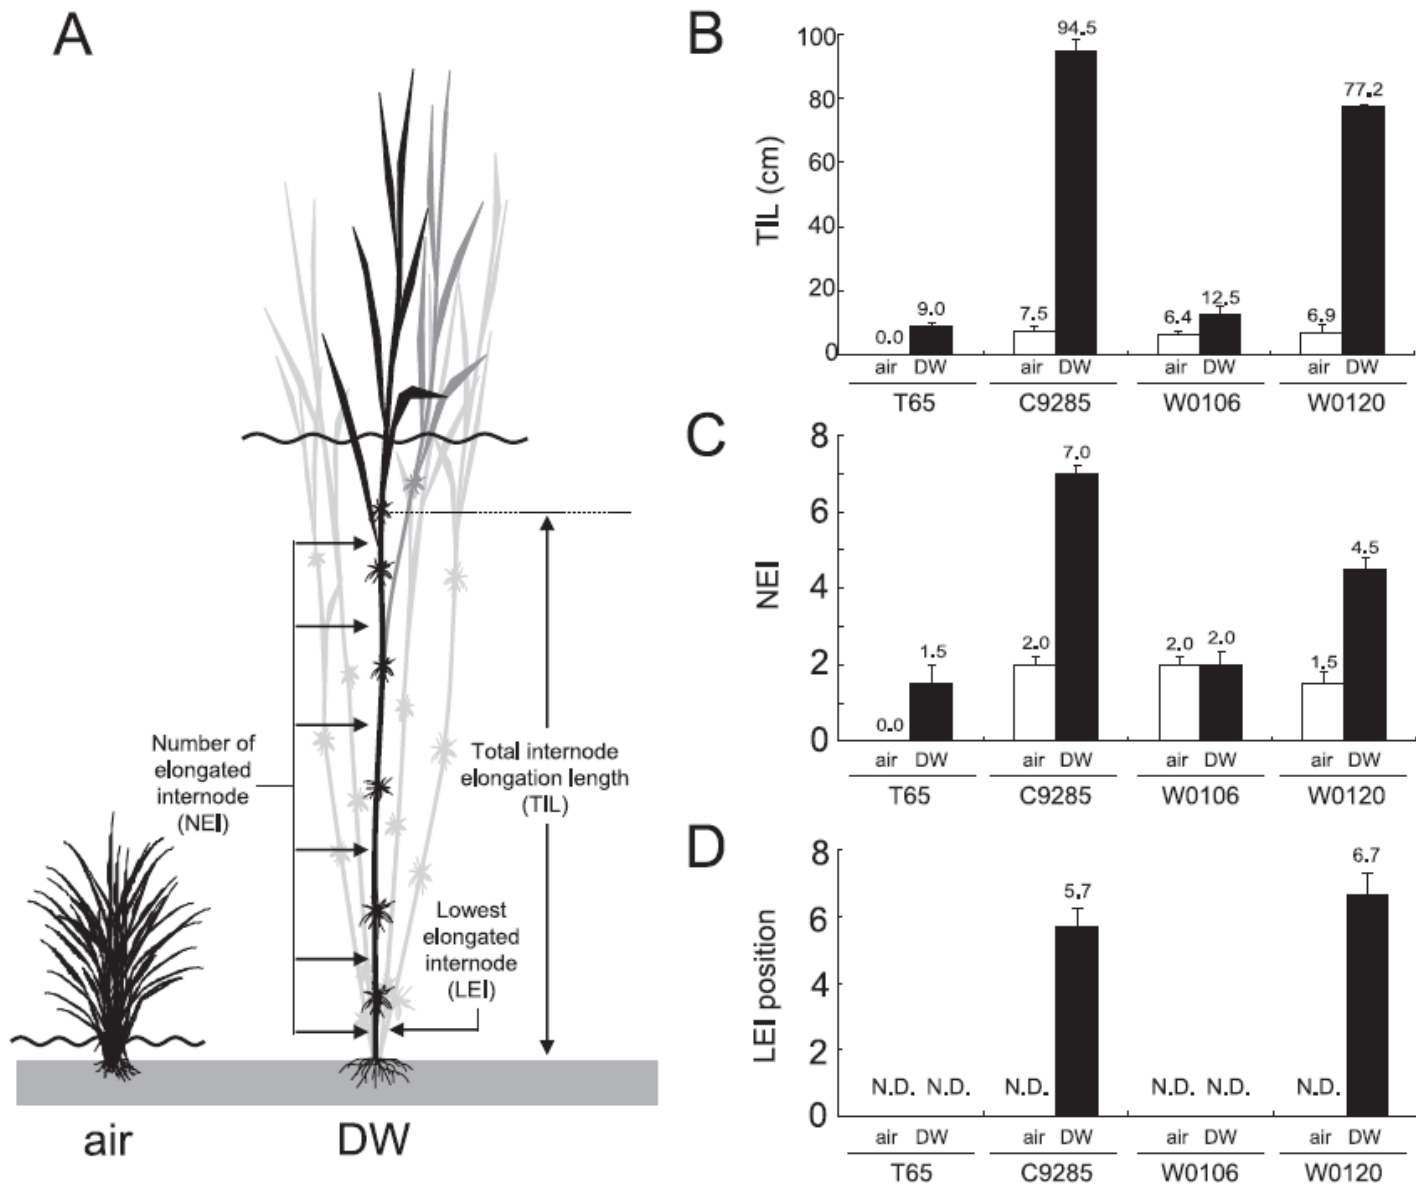 A
Number of
elongated
internode
(NEI)
Total internode
elongation length
(TIL)
Lowest
elongated
internode
(LEI)
air
DW
B
TIL (cm)
100
80
60
40
20
0
0.0
9.0
7.5
94.5
6.4
12.5
6.9
77.2
air DW air DW air DW air DW
T65 C9285 W0106 W0120
C
NEI
8
6
4
2
0
0.0
1.5
2.0
7.0
2.0
2.0
1.5
4.5
air DW air DW air DW air DW
T65 C9285 W0106 W0120
D
LEI position
8
6
4
2
0
N.D. N.D. N.D. 5.7 N.D. N.D. N.D. 6.7
air DW air DW air DW air DW
T65 C9285 W0106 W0120